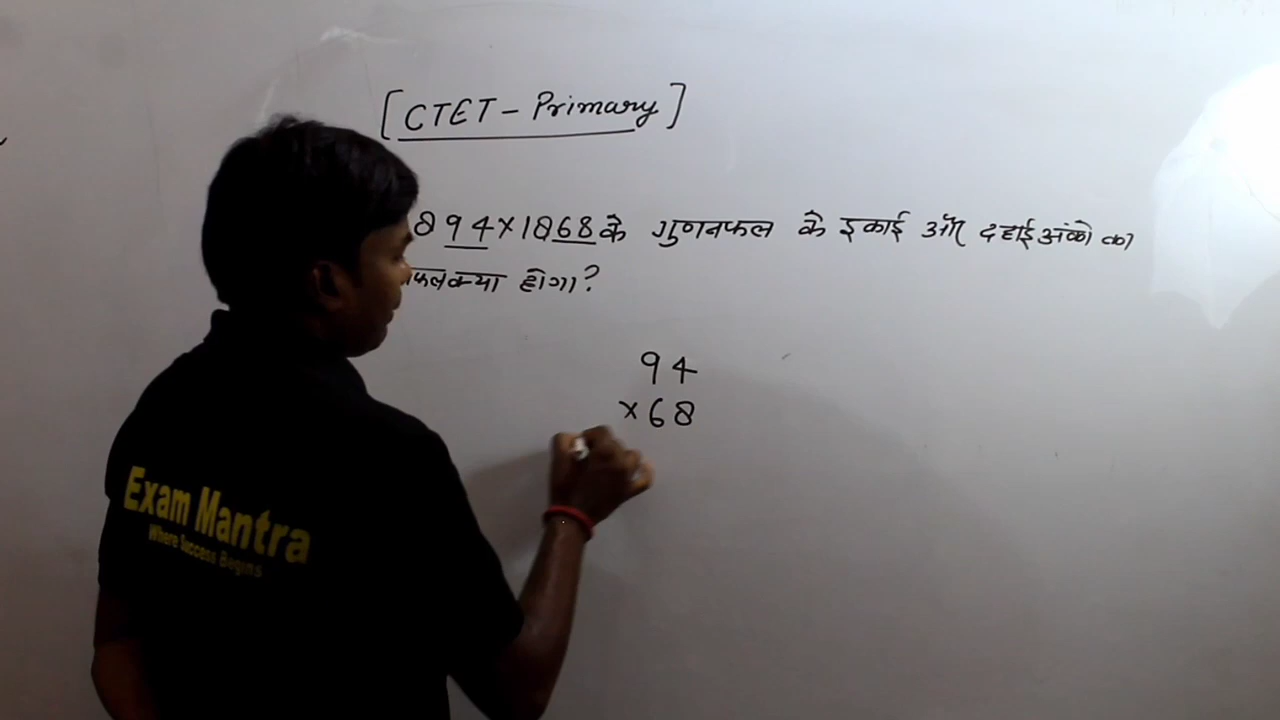 [CTET - Primary]
894×1868 के गुणनफल के इकाई और दहाई अंको का
फल क्या होगा?
94
×68
Exam Mantra
Where Success Begins